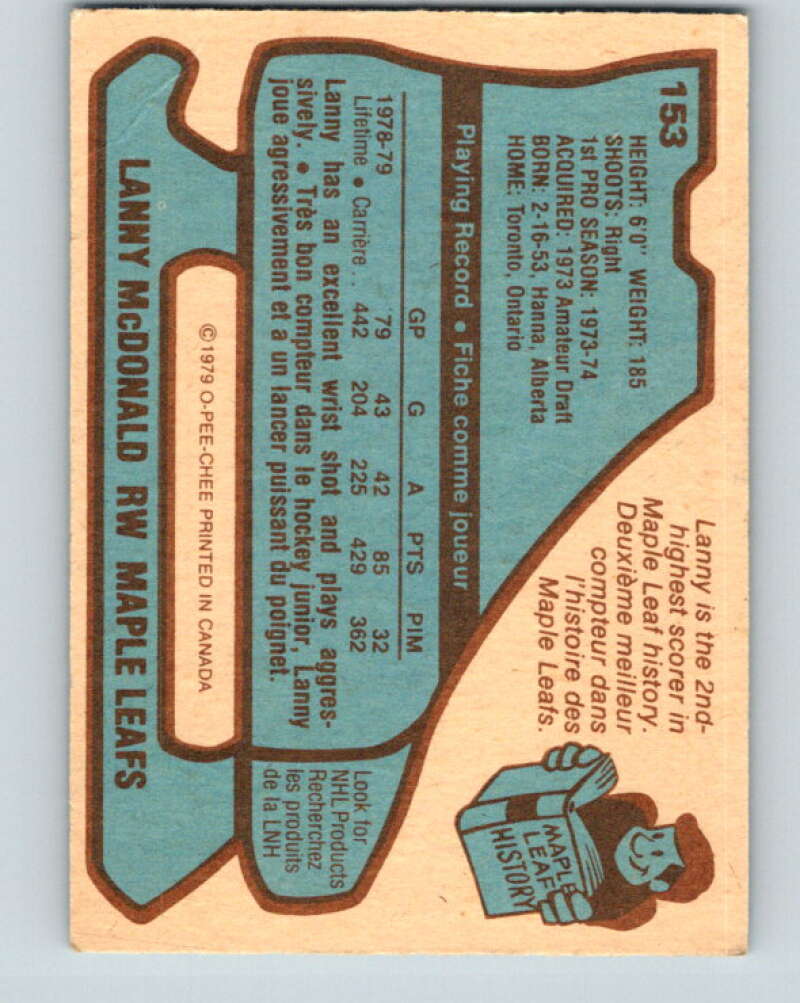 153
HEIGHT: 6'0" WEIGHT: 185
SHOOTS: Right
1st PRO SEASON: 1973-74
ACQUIRED: 1973 Amateur Draft
BORN: 2-16-53, Hanna, Alberta
HOME: Toronto, Ontario
Lanny is the 2nd-
highest scorer in
Maple Leaf history.
Deuxième meilleur
compteur dans
l'histoire des
Maple Leafs.
MAPLE
LEAF
HISTORY
Playing Record • Fiche comme joueur
GP G A PTS PIM
1978-79 79 43 42 85 32
Lifetime • Carrière .. 442 204 225 429 362
Lanny has an excellent wrist shot and plays aggres-
sively. • Très bon compteur dans le hockey junior, Lanny
joue agressivement et a un lancer puissant du poignet.
Look for
NHL Products
Recherchez
les produits
de la LNH
©1979 O-PEE-CHEE PRINTED IN CANADA
LANNY McDONALD RW MAPLE LEAFS